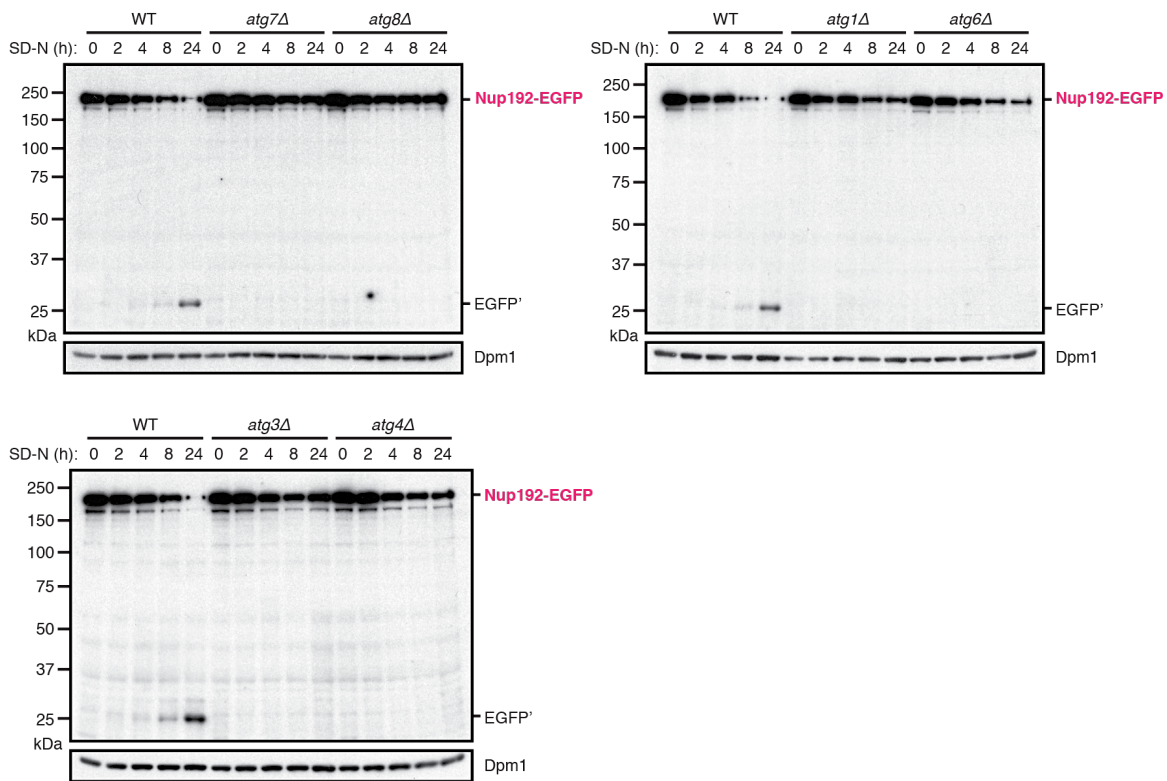 WT atg7Δ atg8Δ
SD-N (h): 0 2 4 8 24 0 2 4 8 24 0 2 4 8 24
250
Nup192-EGFP
150
100
75
50
37
EGFP'
25
kDa
Dpm1
WT atg1Δ atg6Δ
SD-N (h): 0 2 4 8 24 0 2 4 8 24 0 2 4 8 24
250
Nup192-EGFP
150
100
75
50
37
EGFP'
25
kDa
Dpm1
WT atg3Δ atg4Δ
SD-N (h): 0 2 4 8 24 0 2 4 8 24 0 2 4 8 24
250
Nup192-EGFP
150
100
75
50
37
25 EGFP'
kDa
Dpm1